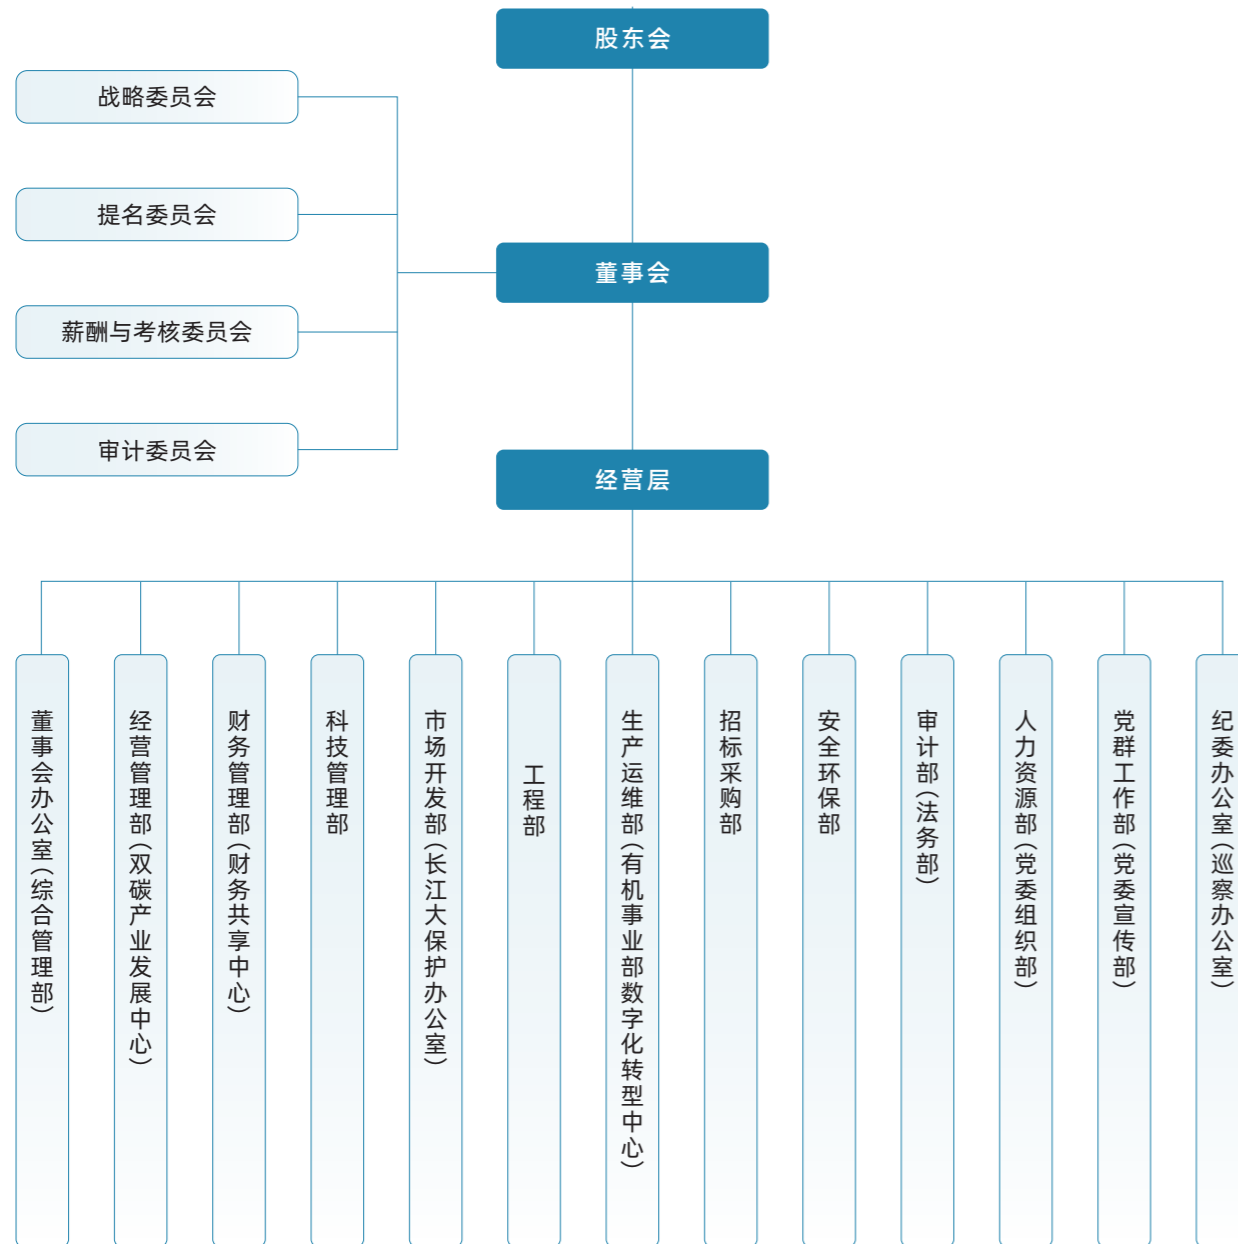 股东会
战略委员会
提名委员会
董事会
薪酬与考核委员会
审计委员会
经营层
董事会办公室(综合管理部)
经营管理部(双碳产业发展中心)
财务管理部(财务共享中心)
科技管理部
市场开发部(长江大保护办公室)
工程部
生产运维部(有机事业部数字化转型中心)
招标采购部
安全环保部
审计部(法务部)
人力资源部(党委组织部)
党群工作部(党委宣传部)
纪委办公室(巡察办公室)